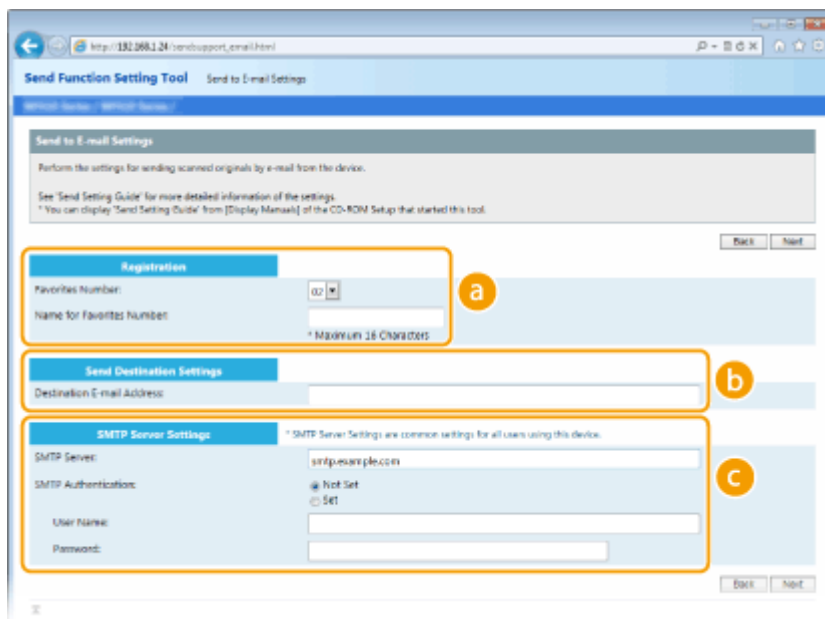 http://192.168.1.24/sendsupport_email.html
Send Function Setting Tool Send to E-mail Settings
Send to E-mail Settings
Perform the settings for sending scanned originals by e-mail from the device.
See 'Send Setting Guide' for more detailed information of the settings.
* You can display 'Send Setting Guide' from [Display Manuals] of the CD-ROM Setup that started this tool.
Back Next
Registration
Favorites Number: 02
a
Name for Favorites Number:
* Maximum 16 Characters
Send Destination Settings
b
Destination E-mail Address:
SMTP Server Settings * SMTP Server Settings are common settings for all users using this device.
SMTP Server: smtp.example.com
c
SMTP Authentication: Not Set
Set
User Name:
Password:
Back Next